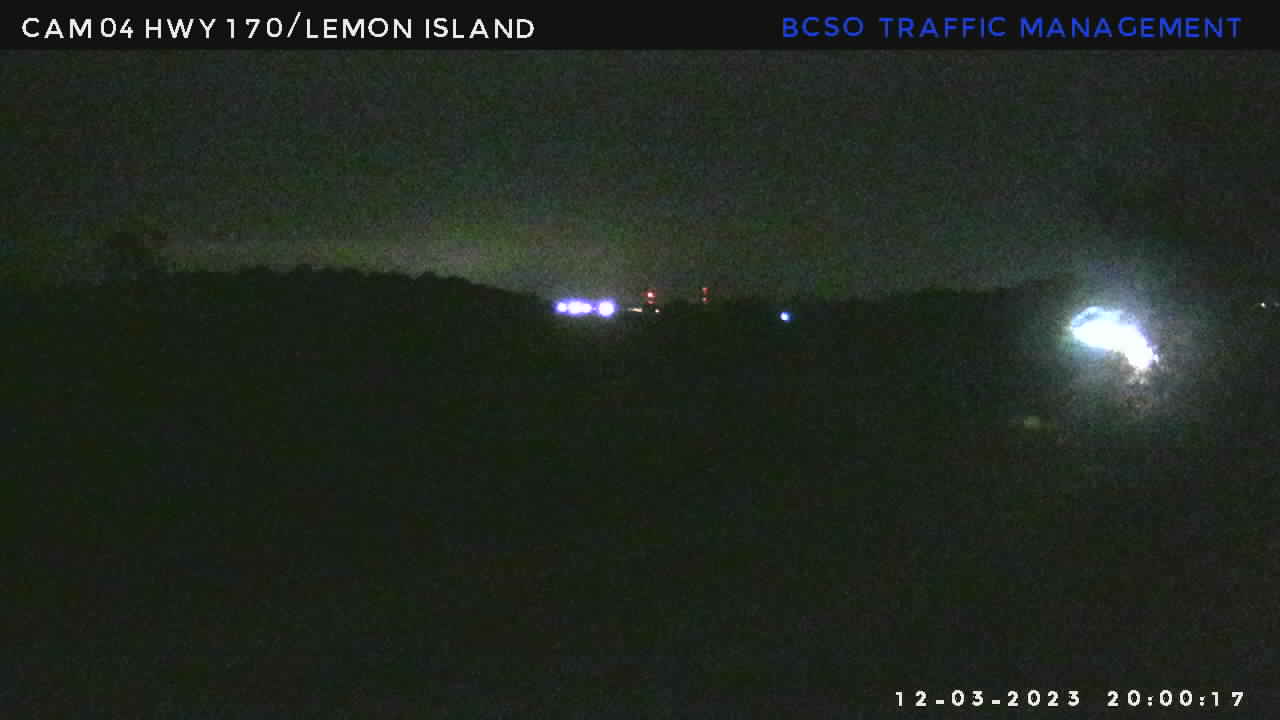 CAM04 HWY 170/LEMON ISLAND
BCSO TRAFFIC MANAGEMENT
12-03-2023 20:00:17